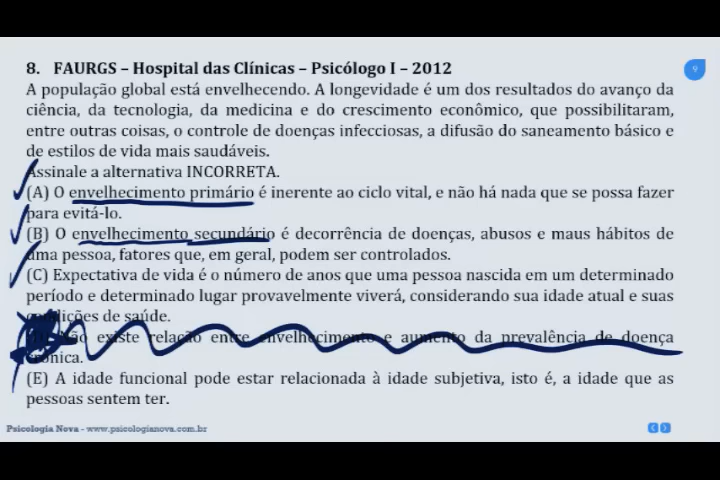 8. FAURGS – Hospital das Clínicas – Psicólogo I – 2012
9
A população global está envelhecendo. A longevidade é um dos resultados do avanço da
ciência, da tecnologia, da medicina e do crescimento econômico, que possibilitaram,
entre outras coisas, o controle de doenças infecciosas, a difusão do saneamento básico e
de estilos de vida mais saudáveis.
Assinale a alternativa INCORRETA.
(A) O envelhecimento primário é inerente ao ciclo vital, e não há nada que se possa fazer
para evitá-lo.
(B) O envelhecimento secundário é decorrência de doenças, abusos e maus hábitos de
uma pessoa, fatores que, em geral, podem ser controlados.
(C) Expectativa de vida é o número de anos que uma pessoa nascida em um determinado
período e determinado lugar provavelmente viverá, considerando sua idade atual e suas
condições de saúde.
Não existe relação entre envelhecimento e aumento da prevalência de doença
crônica.
(E) A idade funcional pode estar relacionada à idade subjetiva, isto é, a idade que as
pessoas sentem ter.
Psicologia Nova - www.psicologianova.com.br